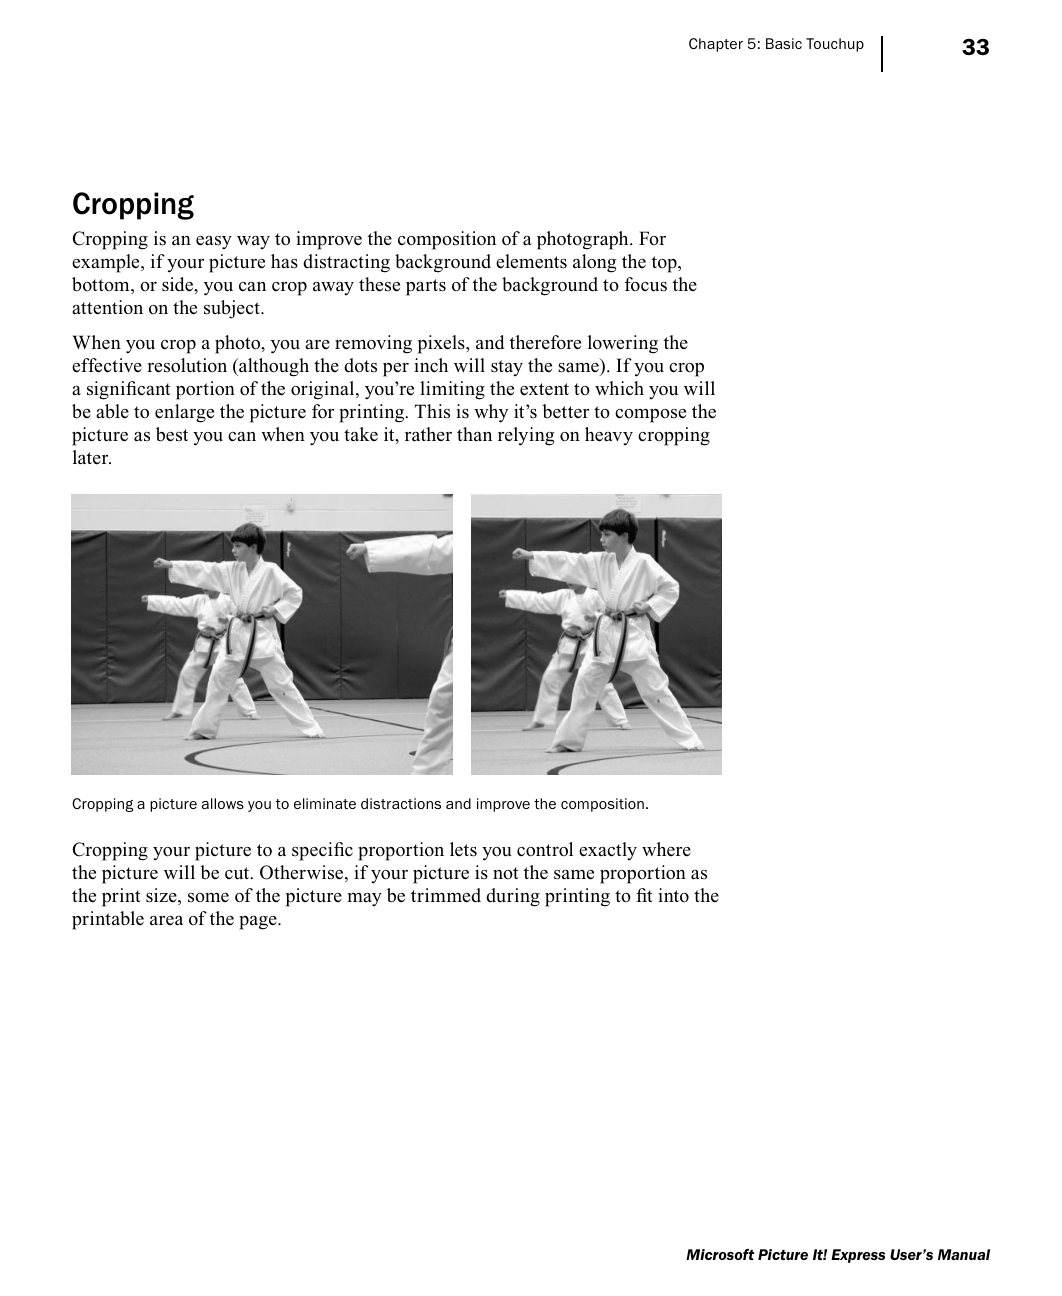 Chapter 5: Basic Touchup
33
Cropping
Cropping is an easy way to improve the composition of a photograph. For
example, if your picture has distracting background elements along the top,
bottom, or side, you can crop away these parts of the background to focus the
attention on the subject.
When you crop a photo, you are removing pixels, and therefore lowering the
effective resolution (although the dots per inch will stay the same). If you crop
a significant portion of the original, you’re limiting the extent to which you will
be able to enlarge the picture for printing. This is why it’s better to compose the
picture as best you can when you take it, rather than relying on heavy cropping
later.
Cropping a picture allows you to eliminate distractions and improve the composition.
Cropping your picture to a specific proportion lets you control exactly where
the picture will be cut. Otherwise, if your picture is not the same proportion as
the print size, some of the picture may be trimmed during printing to fit into the
printable area of the page.
Microsoft Picture It! Express User’s Manual